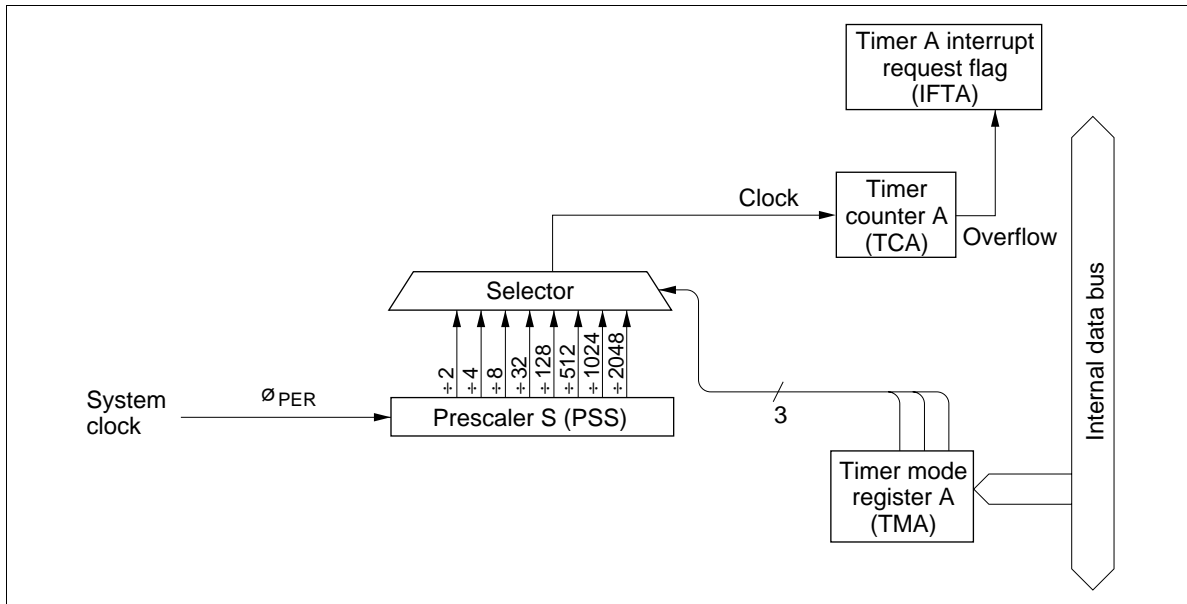 Timer A interrupt
request flag
(IFTA)
Clock
Timer
counter A
(TCA)
Overflow
Selector
÷2
÷4
÷8
÷32
÷128
÷512
÷1024
÷2048
System
clock
ø PER
Prescaler S (PSS)
3
Timer mode
register A
(TMA)
Internal data bus